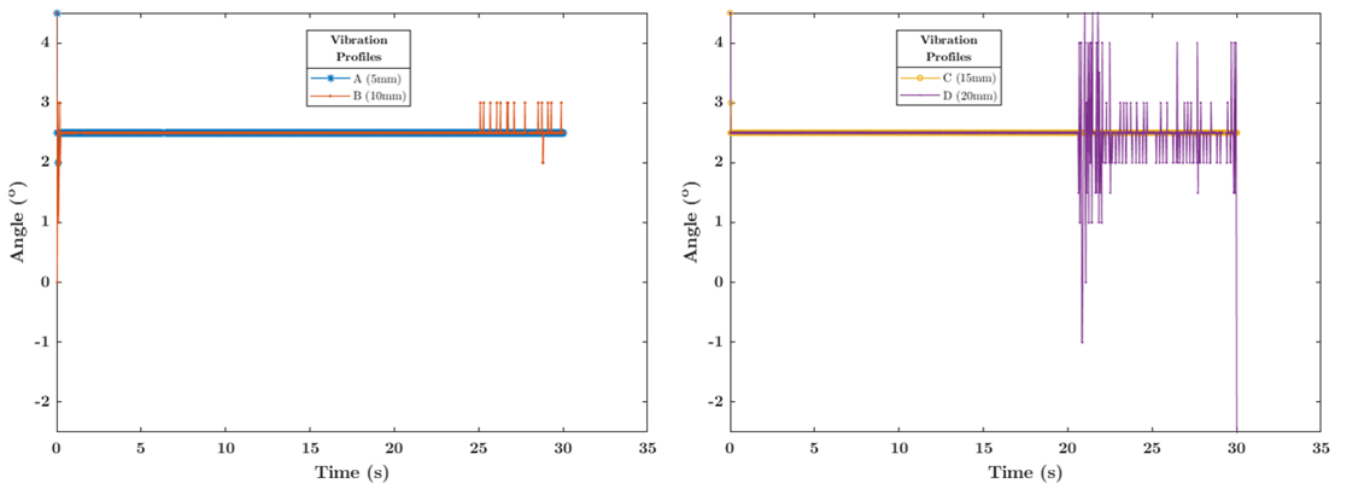 Vibration
Profiles
A (5mm)
B (10mm)
4
3
2
1
0
-1
-2
Angle (°)
0 5 10 15 20 25 30 35
Time (s)
Vibration
Profiles
C (15mm)
D (20mm)
4
3
2
1
0
-1
-2
Angle (°)
0 5 10 15 20 25 30 35
Time (s)